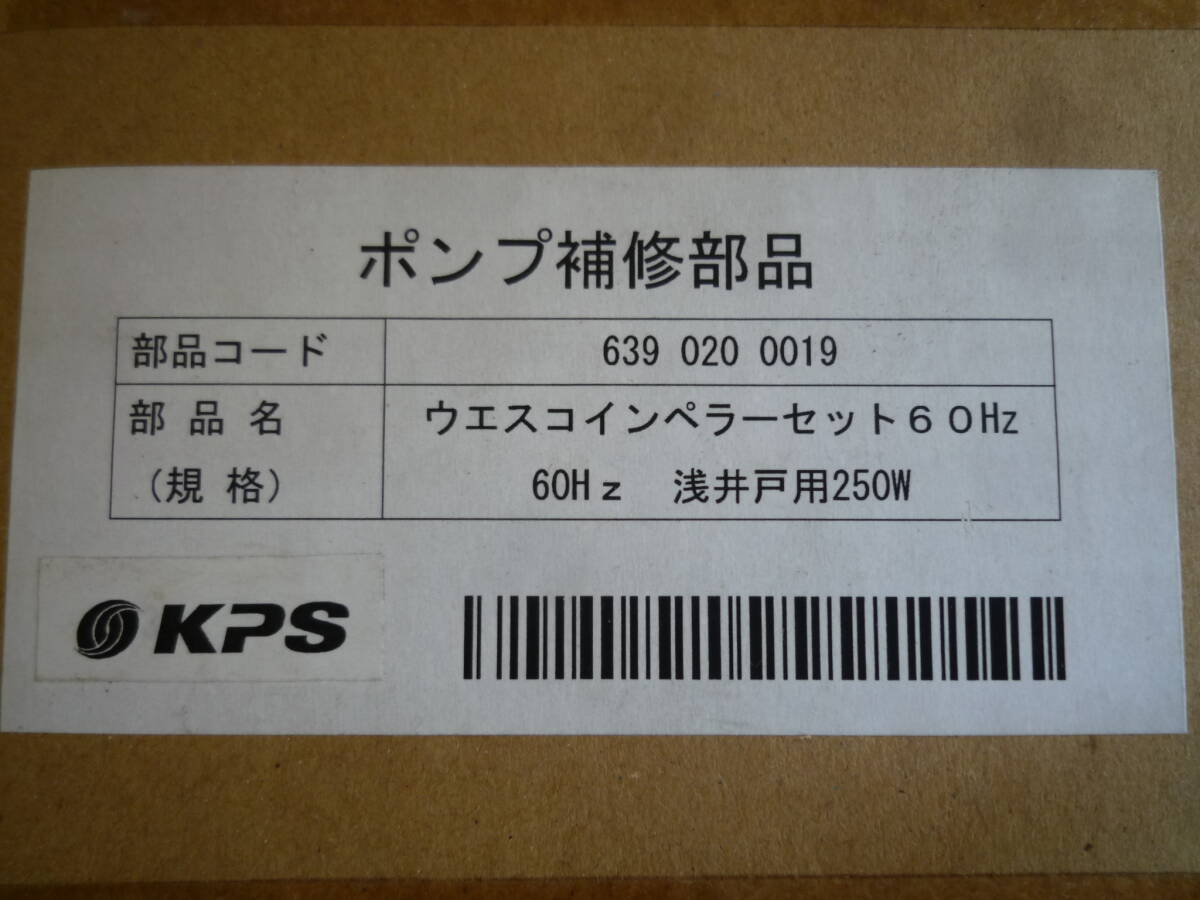 ポンプ補修部品
部品コード 639 020 0019
部 品 名 ウエスコインペラーセット６０Hz
（規 格） 60Hｚ 浅井戸用250W
KPS